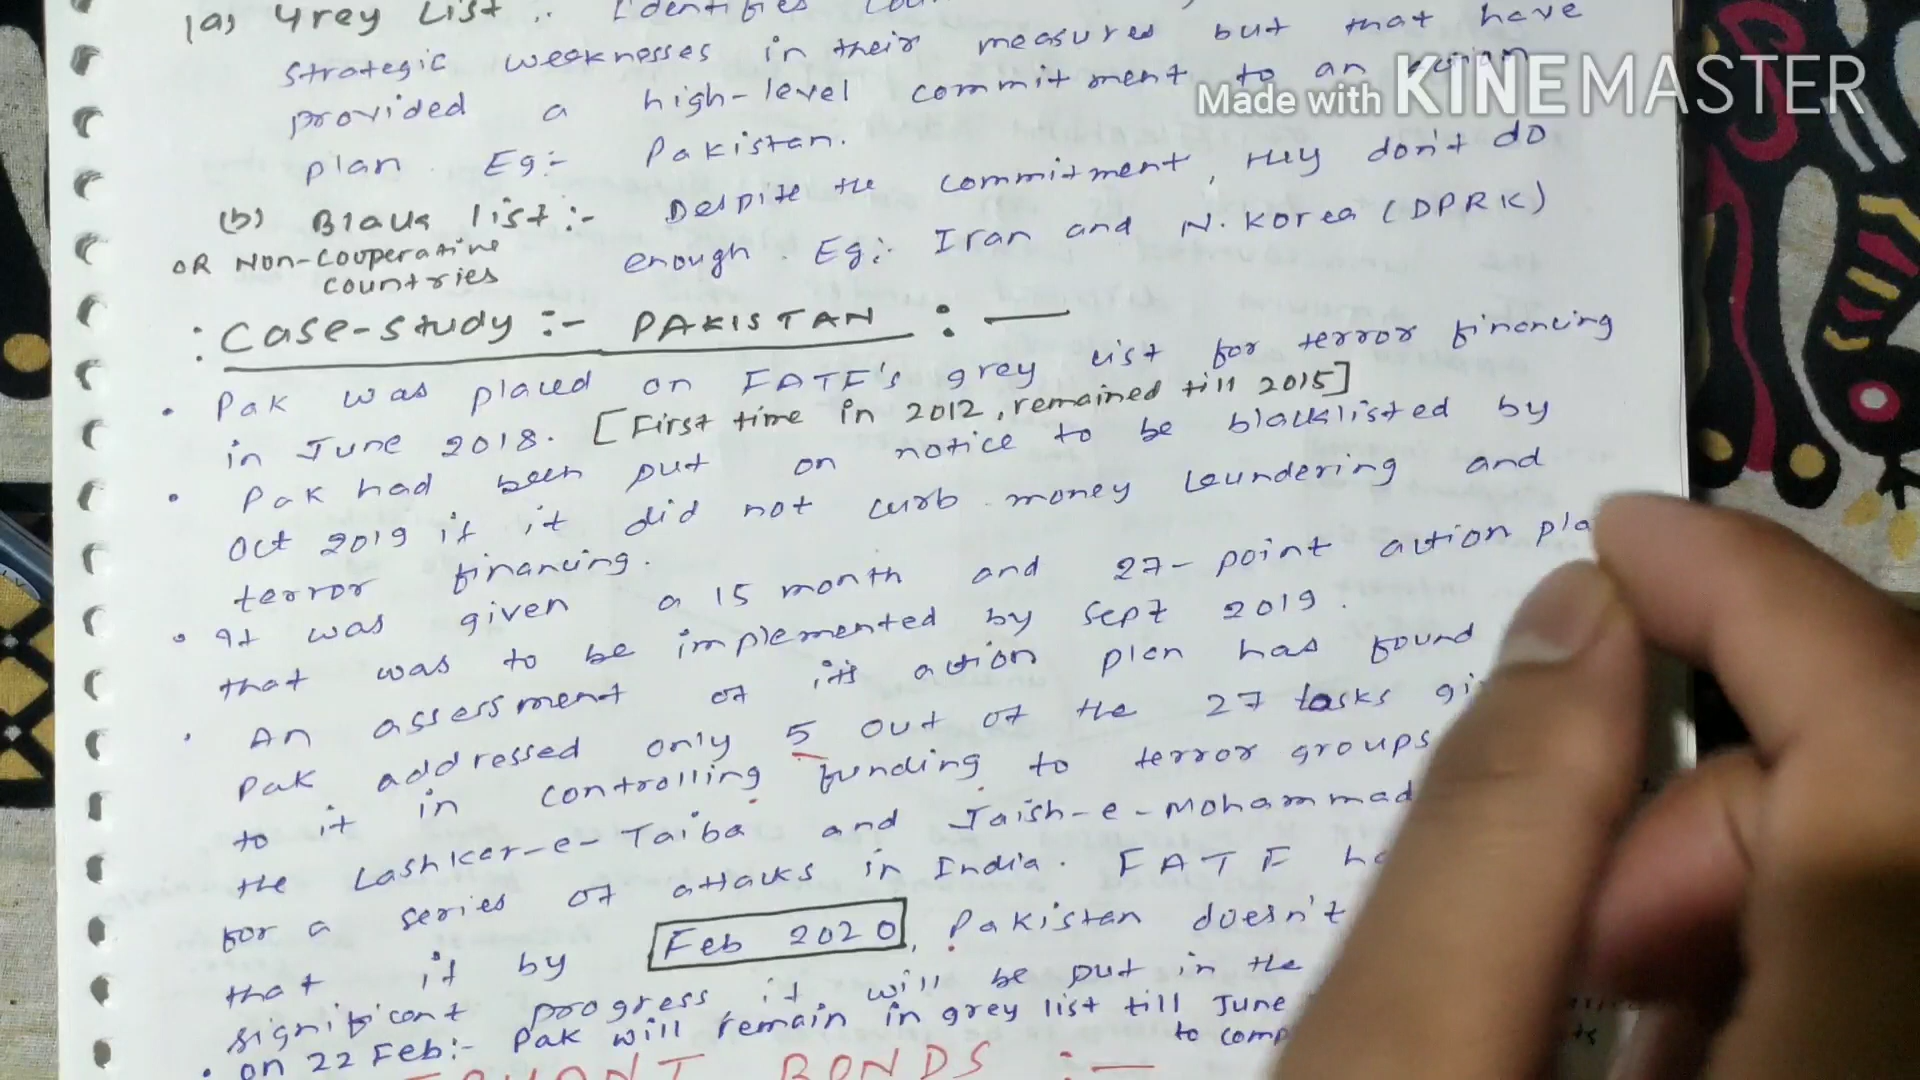 (a) Grey List :. Identifies
strategic weaknesses in their measures but that have
provided a high-level commitment to an action
plan. Eg:- Pakistan.
Made with KINEMASTER
(b) Black list :- Despite the commitment, they don't do
OR Non-cooperative countries
enough. Eg:- Iran and N. Korea (DPRK)
: Case-study :- PAKISTAN : —
• Pak was placed on FATF's grey list for terror financing
in June 2018. [First time in 2012, remained till 2015]
• Pak had been put on notice to be blacklisted by
Oct 2019 if it did not curb money laundering and
terror financing.
• It was given a 15 month and 27-point action pla
that was to be implemented by Sept 2019.
• An assessment of its action plan has found
Pak addressed only 5 out of the 27 tasks gi
to it in controlling funding to terror groups
the Lashker-e-Taiba and Jaish-e-Mohammad
for a series of attacks in India. FATF ha
that if by Feb 2020, Pakistan doesn't
significant progress it will be put in the
• On 22 Feb:- Pak will remain in grey list till June
to comp
BONDS : —